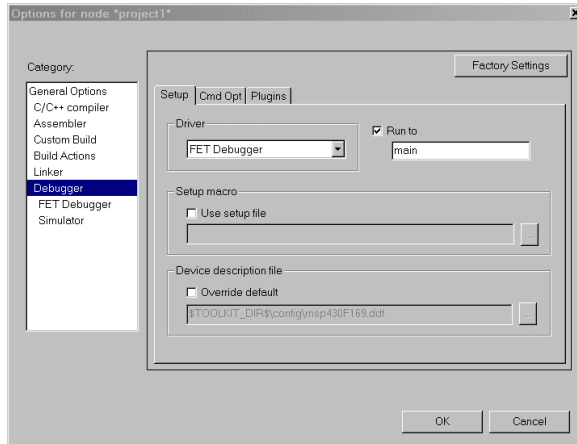 Options for node "project1"
Category:
Factory Settings
General Options
C/C++ compiler
Assembler
Custom Build
Build Actions
Linker
Debugger
FET Debugger
Simulator
Setup
Cmd Opt
Plugins
Driver
FET Debugger
Run to
main
Setup macro
Use setup file
...
Device description file
Override default
$TOOLKIT_DIR$\config\msp430F169.ddf
...
OK
Cancel